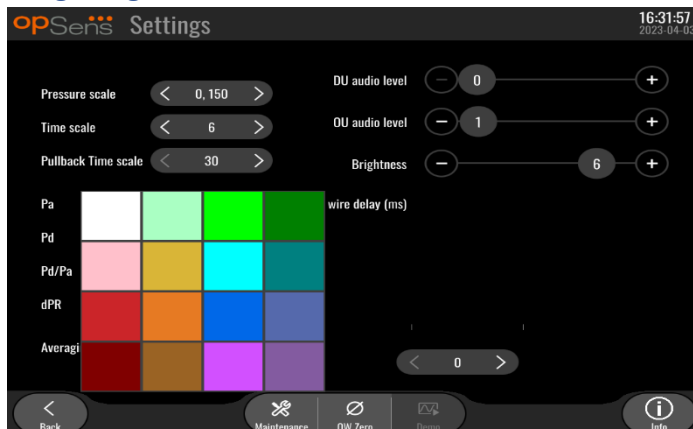 opSens Settings
16:31:57
2023-04-03
Pressure scale < 0, 150 >
Time scale < 6 >
Pullback Time scale < 30 >
DU audio level - 0 +
OU audio level - 1 +
Brightness - 6 +
Pa
wire delay (ms)
Pd
Pd/Pa
dPR
Averagi
< 0 >
Back
Maintenance
OW Zero
Demo
Info